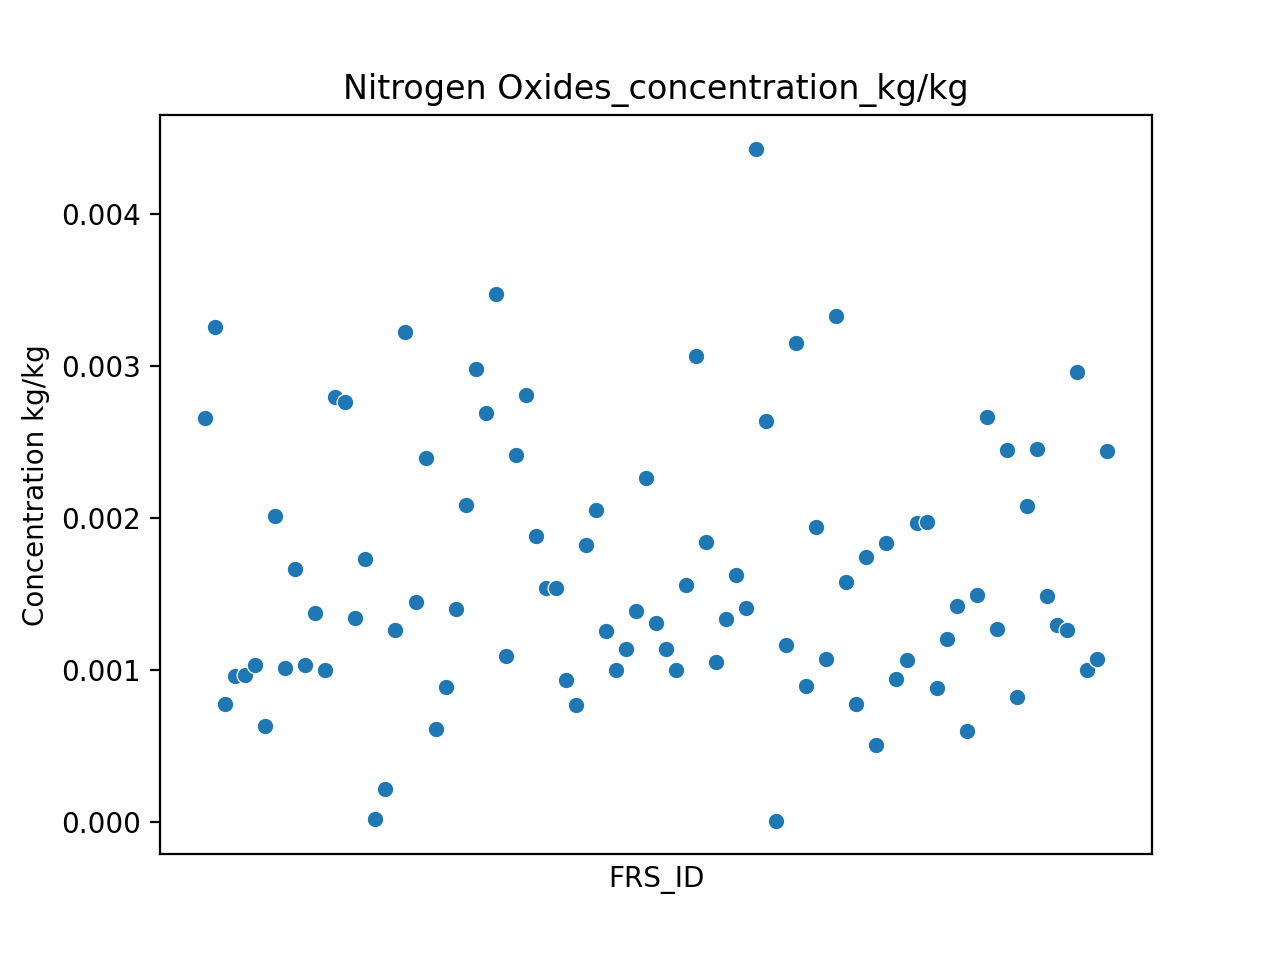 Nitrogen Oxides_concentration_kg/kg
Concentration kg/kg
0.004
0.003
0.002
0.001
0.000
FRS_ID